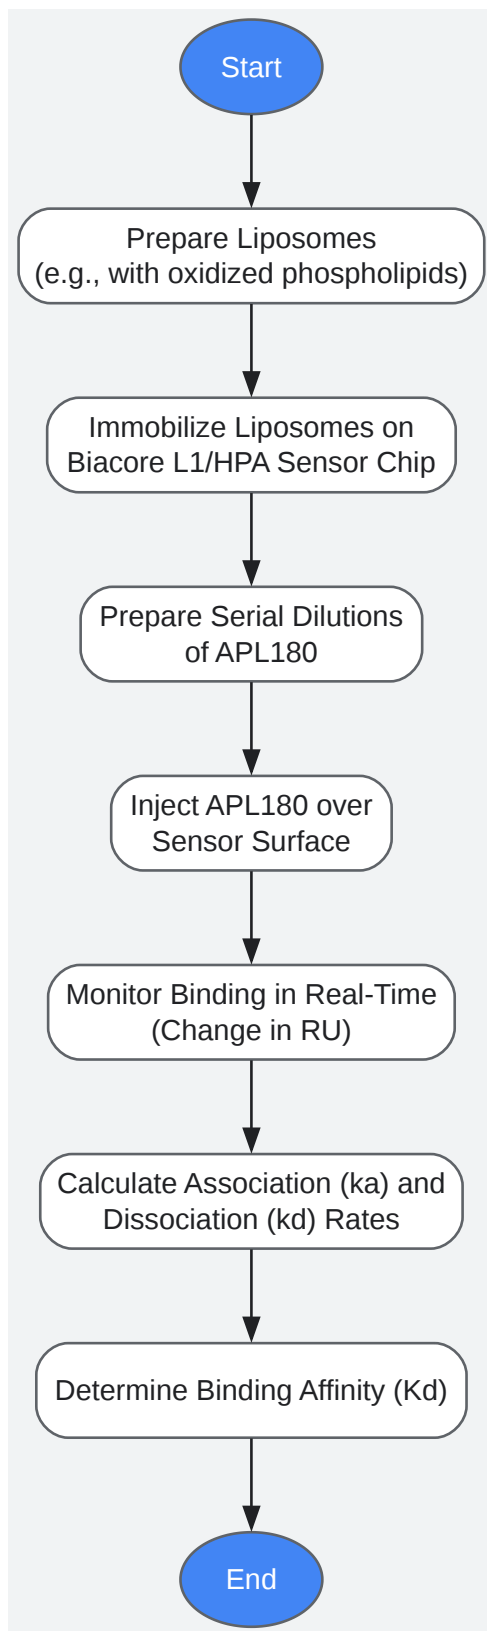 Start
Prepare Liposomes
(e.g., with oxidized phospholipids)
Immobilize Liposomes on
Biacore L1/HPA Sensor Chip
Prepare Serial Dilutions
of APL180
Inject APL180 over
Sensor Surface
Monitor Binding in Real-Time
(Change in RU)
Calculate Association (ka) and
Dissociation (kd) Rates
Determine Binding Affinity (Kd)
End